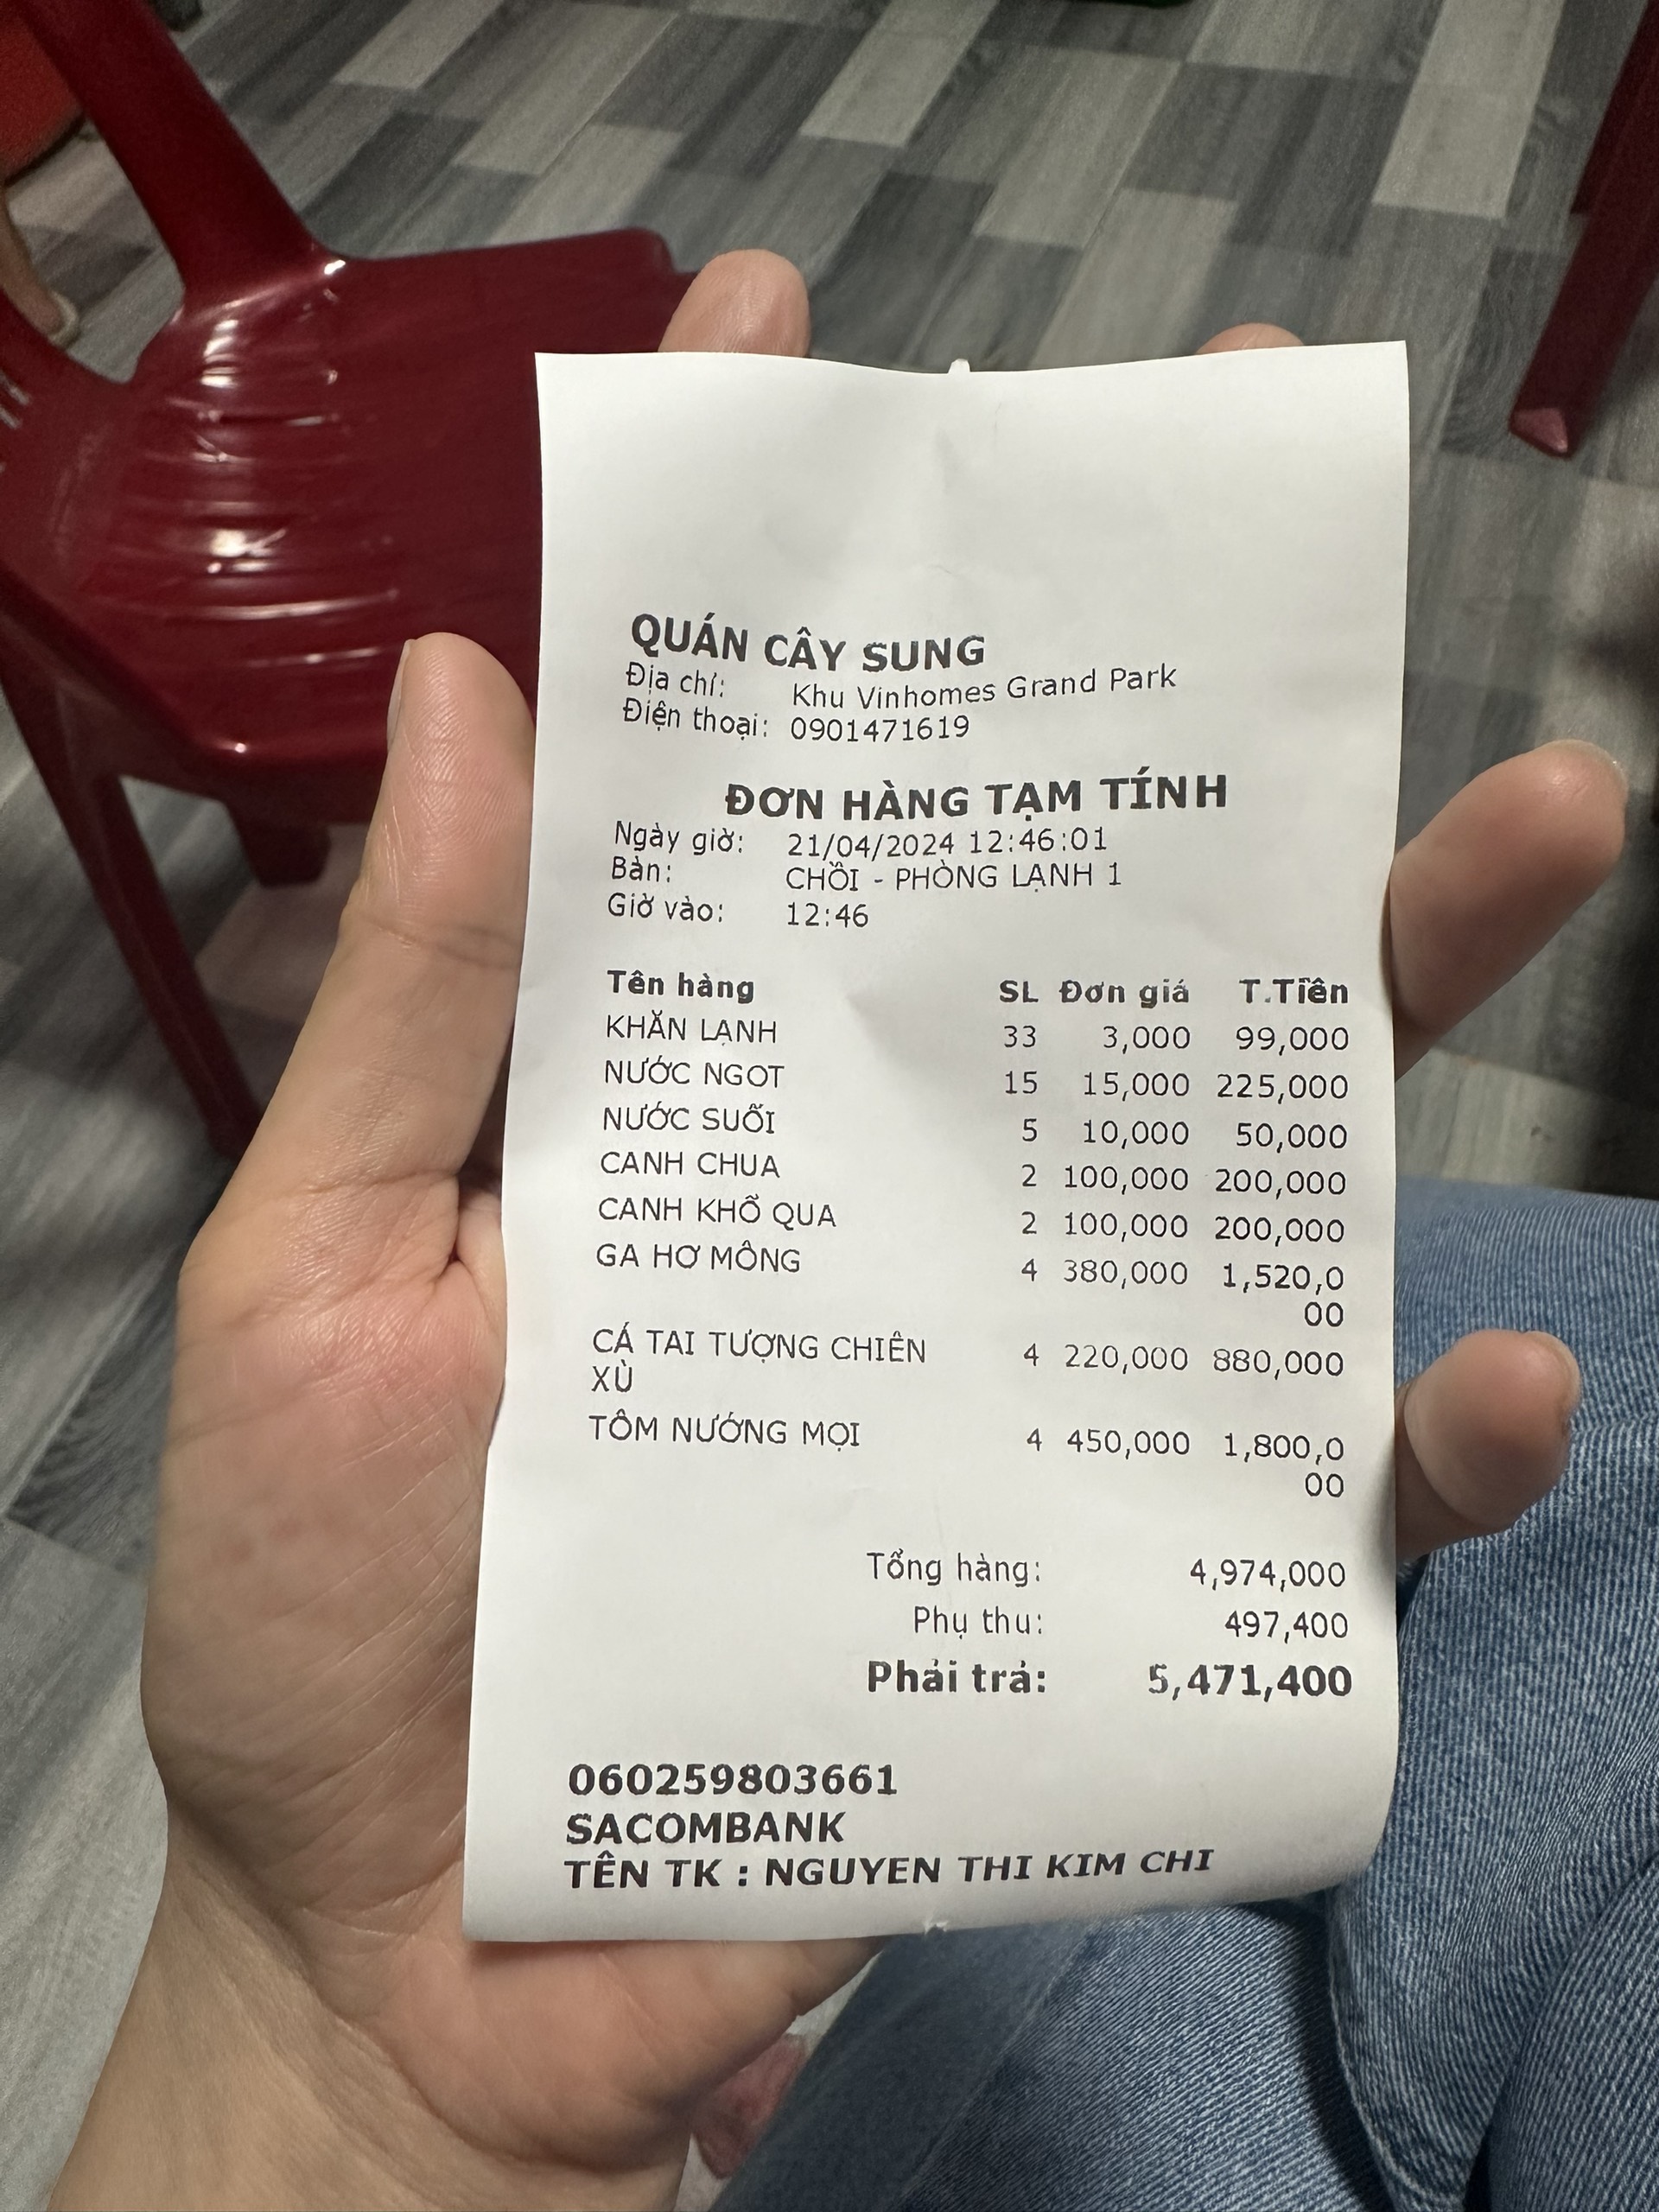 QUÁN CÂY SUNG
Địa chỉ: Khu Vinhomes Grand Park
Điện thoại: 0901471619
ĐƠN HÀNG TẠM TÍNH
Ngày giờ: 21/04/2024 12:46:01
Bàn: CHÒI - PHÒNG LẠNH 1
Giờ vào: 12:46
Tên hàng SL Đơn giá T.Tiền
KHĂN LẠNH 33 3,000 99,000
NƯỚC NGOT 15 15,000 225,000
NƯỚC SUỐI 5 10,000 50,000
CANH CHUA 2 100,000 200,000
CANH KHỔ QUA 2 100,000 200,000
GA HƠ MÔNG 4 380,000 1,520,0
00
CÁ TAI TƯỢNG CHIÊN 4 220,000 880,000
XÙ
TÔM NƯỚNG MỌI 4 450,000 1,800,0
00
Tổng hàng: 4,974,000
Phụ thu: 497,400
Phải trả: 5,471,400
060259803661
SACOMBANK
TÊN TK : NGUYEN THI KIM CHI